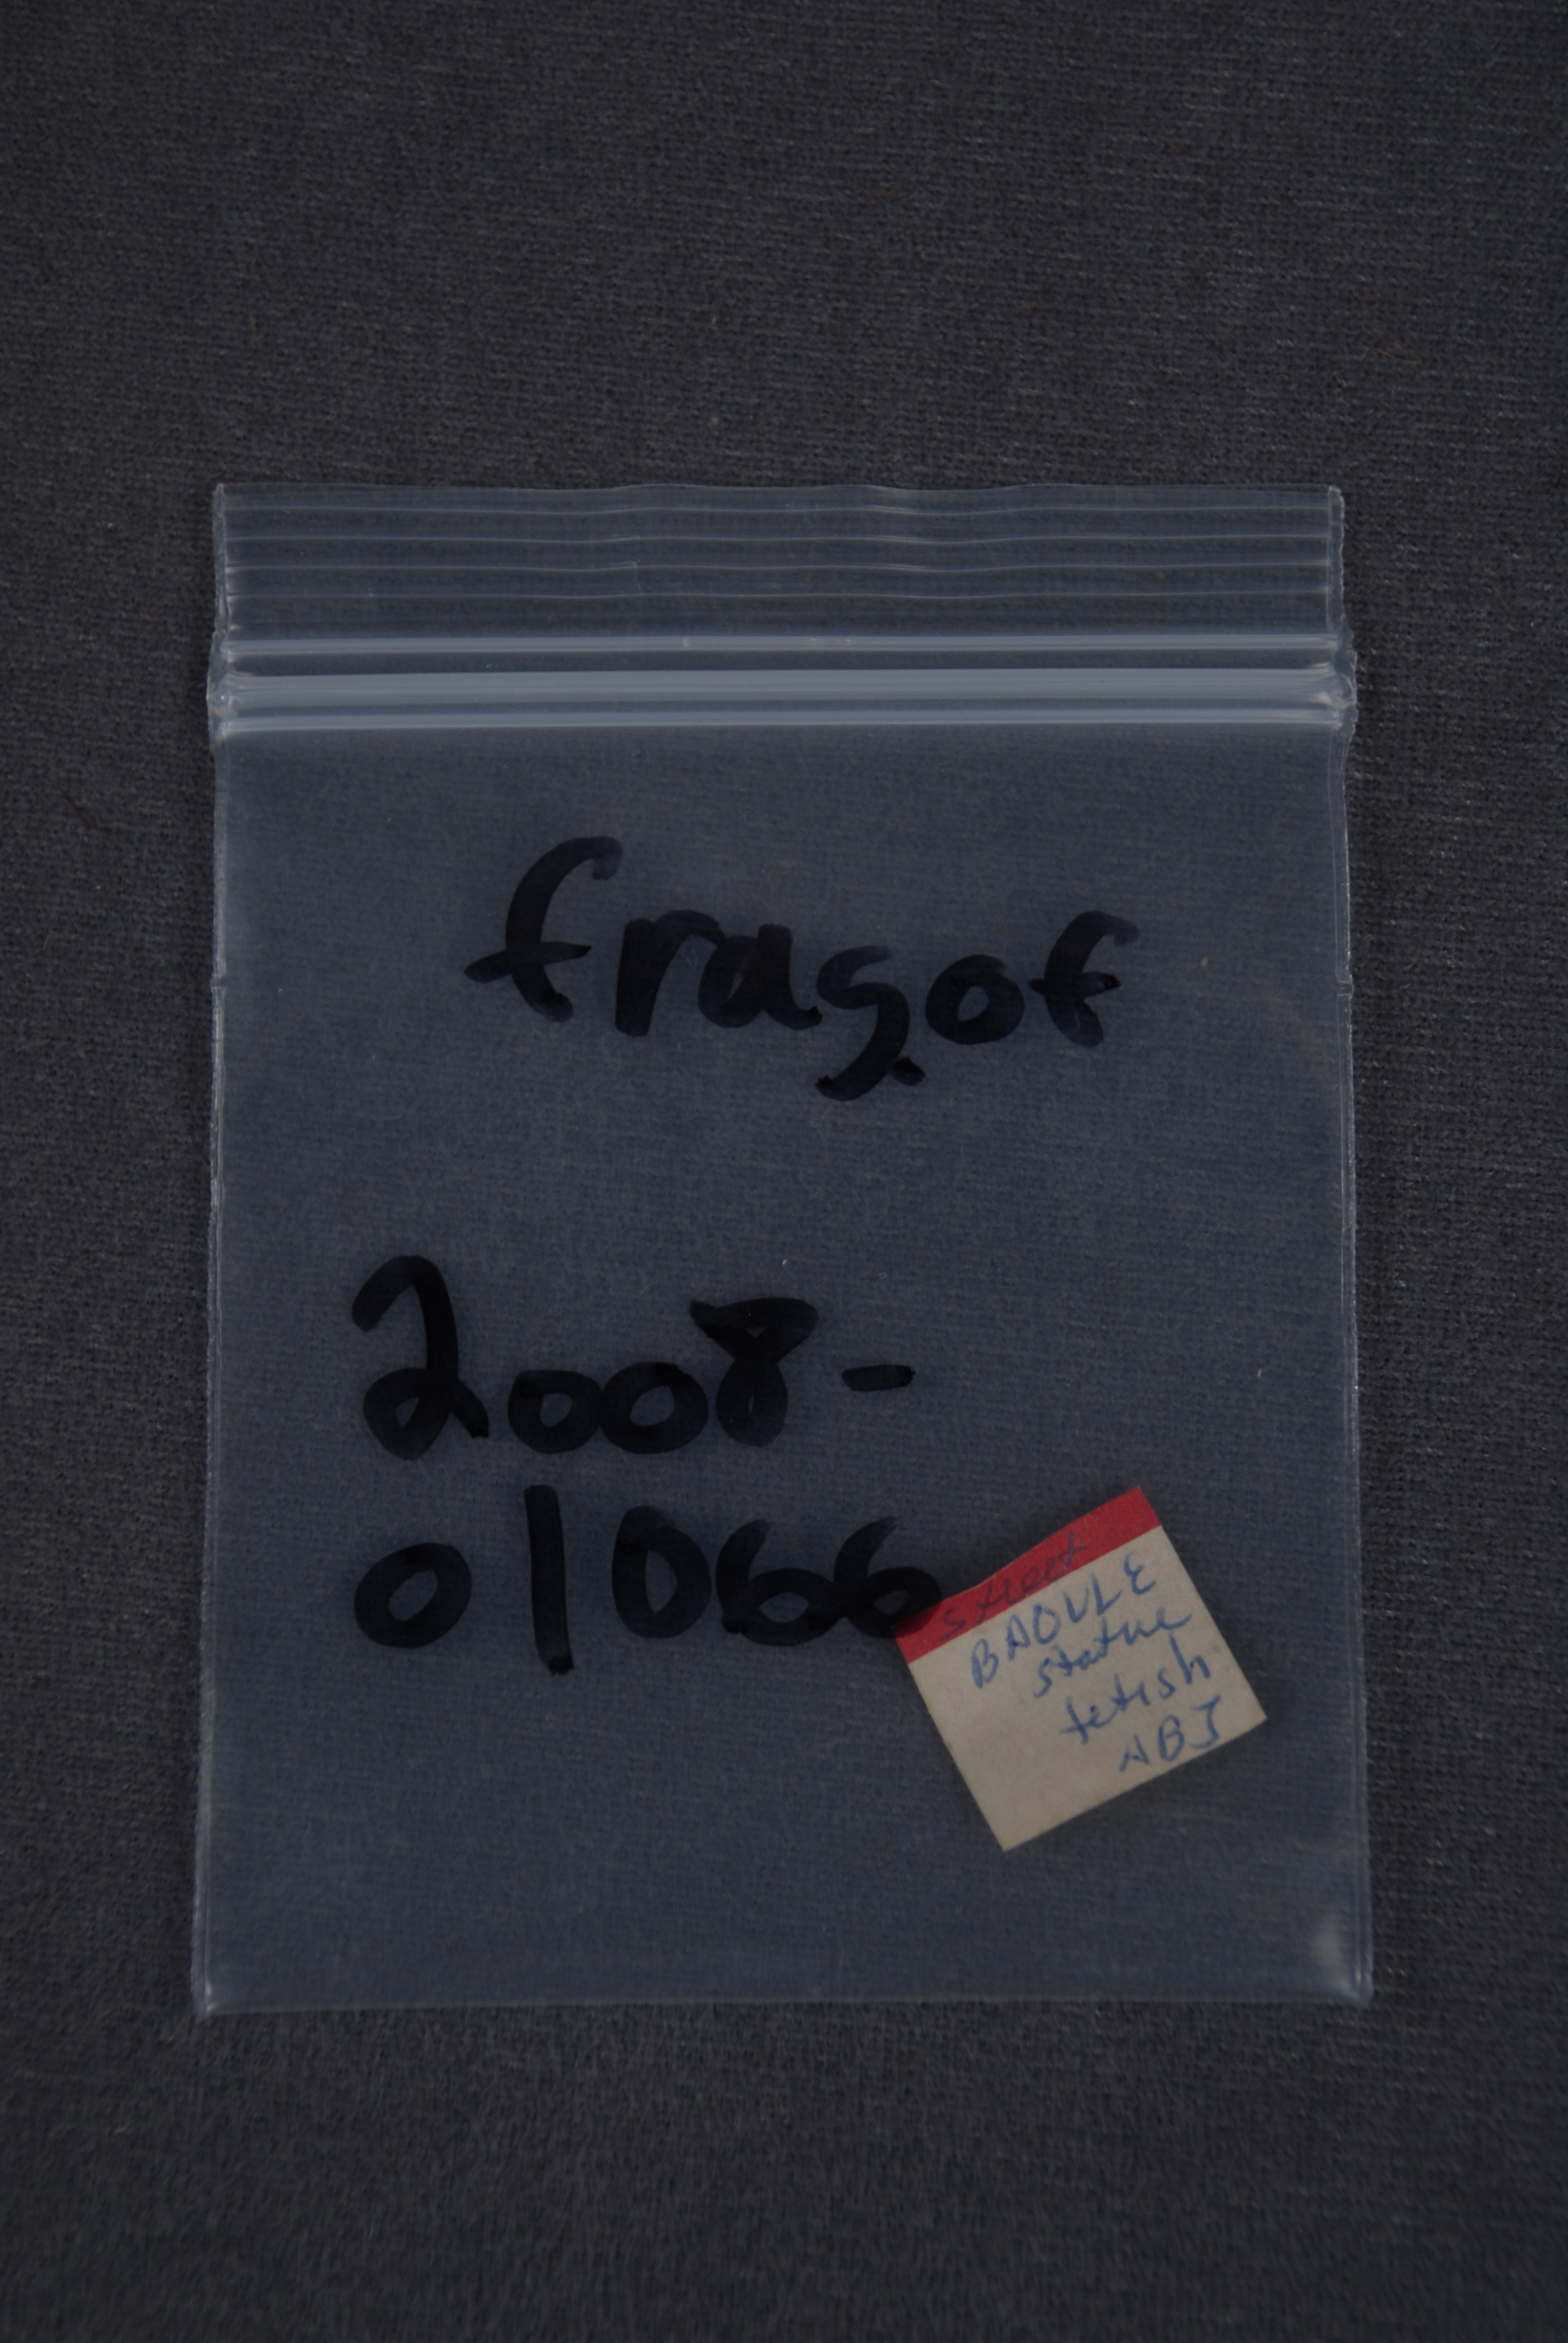 frag. of
2008-
01066
street
BAOULE
statue
fetish
ABJ